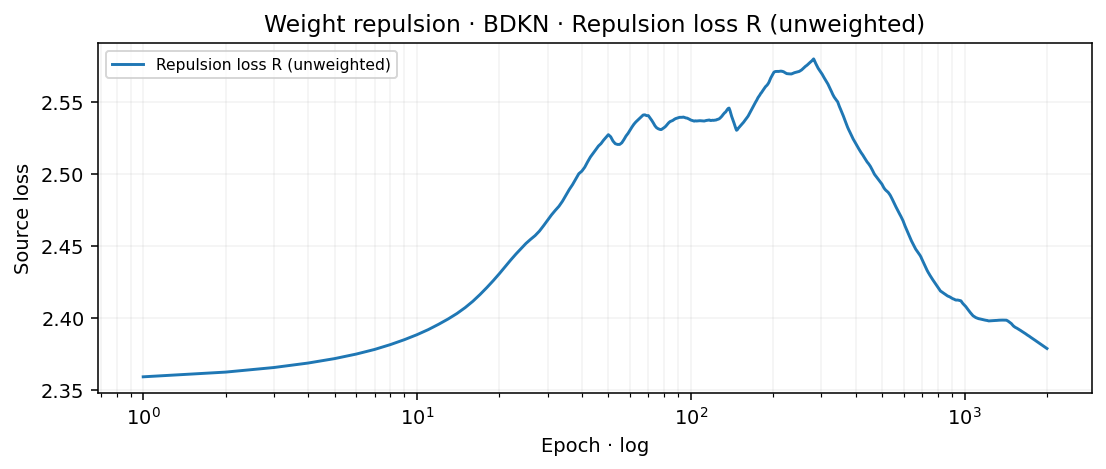 Weight repulsion · BDKN · Repulsion loss R (unweighted)
Repulsion loss R (unweighted)
Source loss
2.55
2.50
2.45
2.40
2.35
10⁰
10¹
10²
10³
Epoch · log